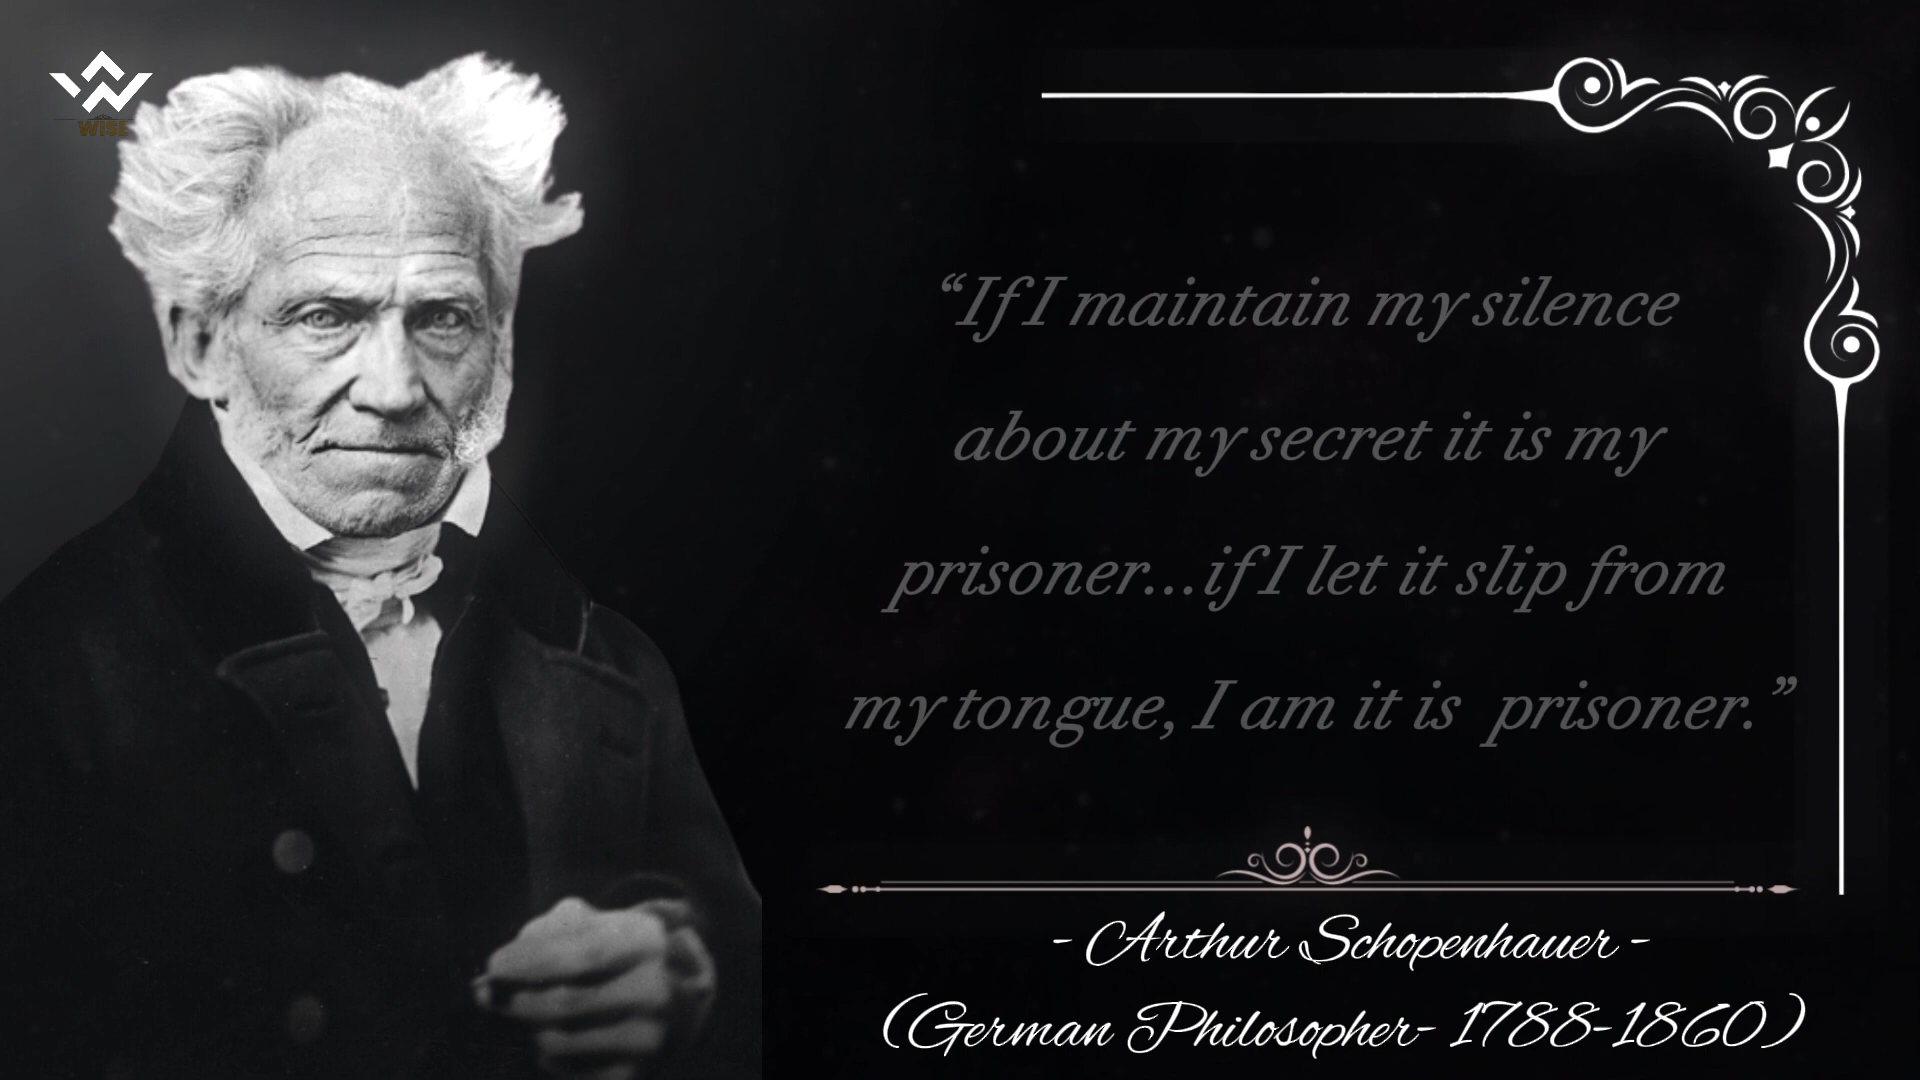 WISE
“If I maintain my silence
about my secret it is my
prisoner...if I let it slip from
my tongue, I am it is prisoner.”
- Arthur Schopenhauer -
(German Philosopher- 1788-1860)